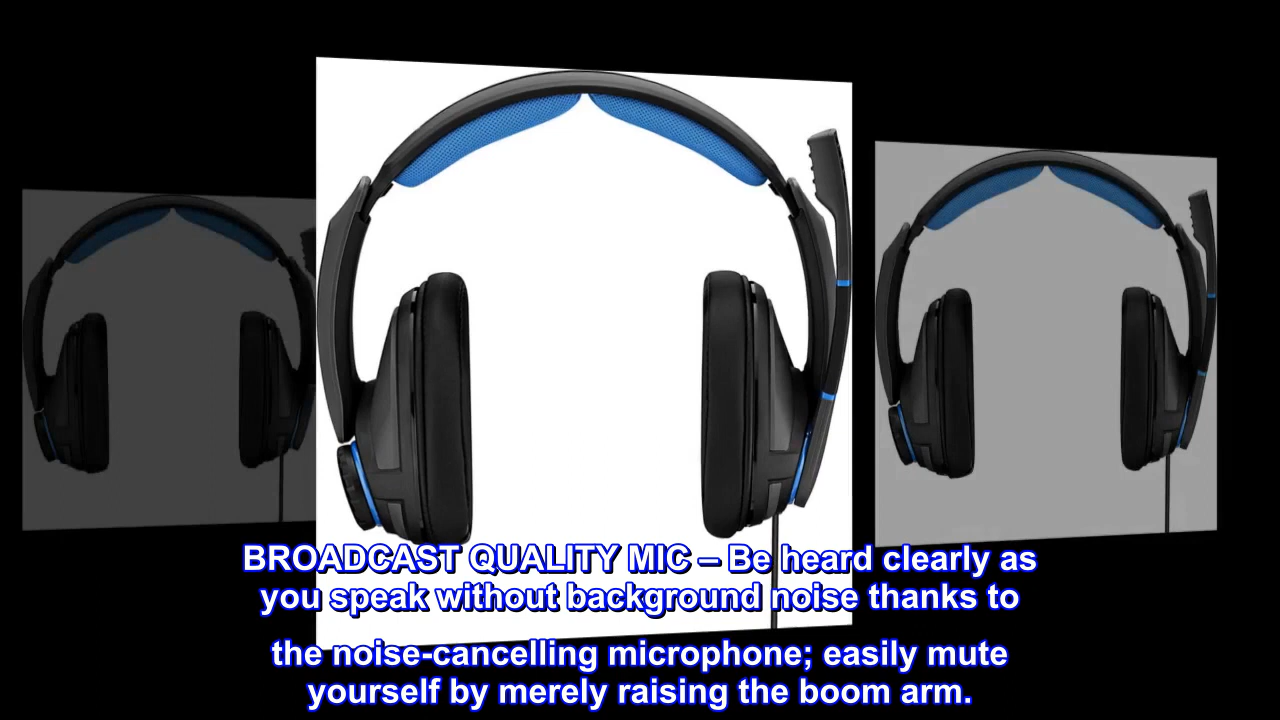 BROADCAST QUALITY MIC – Be heard clearly as
you speak without background noise thanks to
the noise-cancelling microphone; easily mute
yourself by merely raising the boom arm.